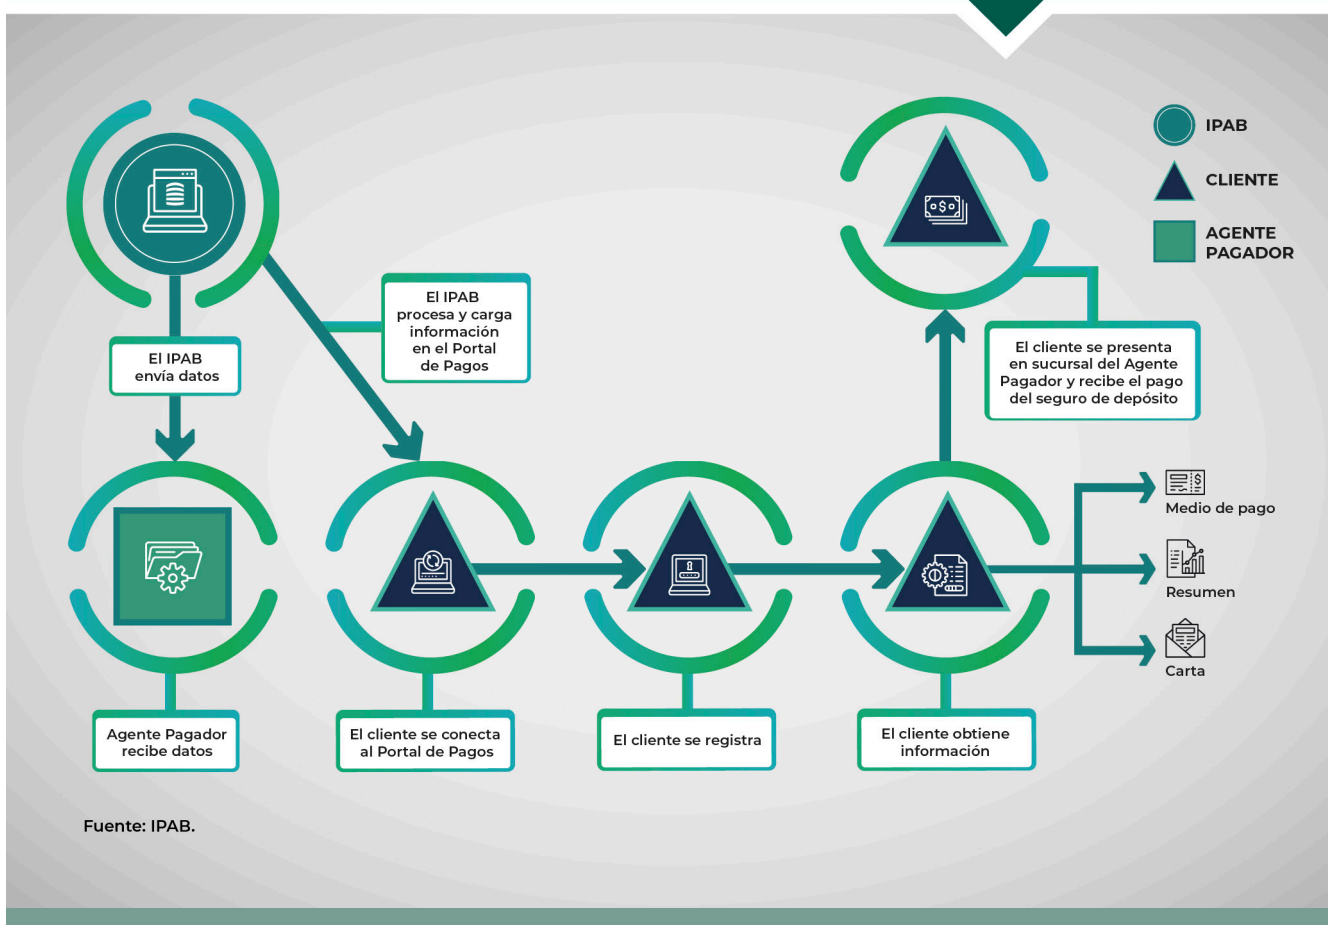 IPAB
CLIENTE
AGENTE
PAGADOR
El IPAB
envía datos
El IPAB
procesa y carga
información
en el Portal
de Pagos
El cliente se presenta
en sucursal del Agente
Pagador y recibe el pago
del seguro de depósito
Medio de pago
Resumen
Carta
Agente Pagador
recibe datos
El cliente se conecta
al Portal de Pagos
El cliente se registra
El cliente obtiene
información
Fuente: IPAB.